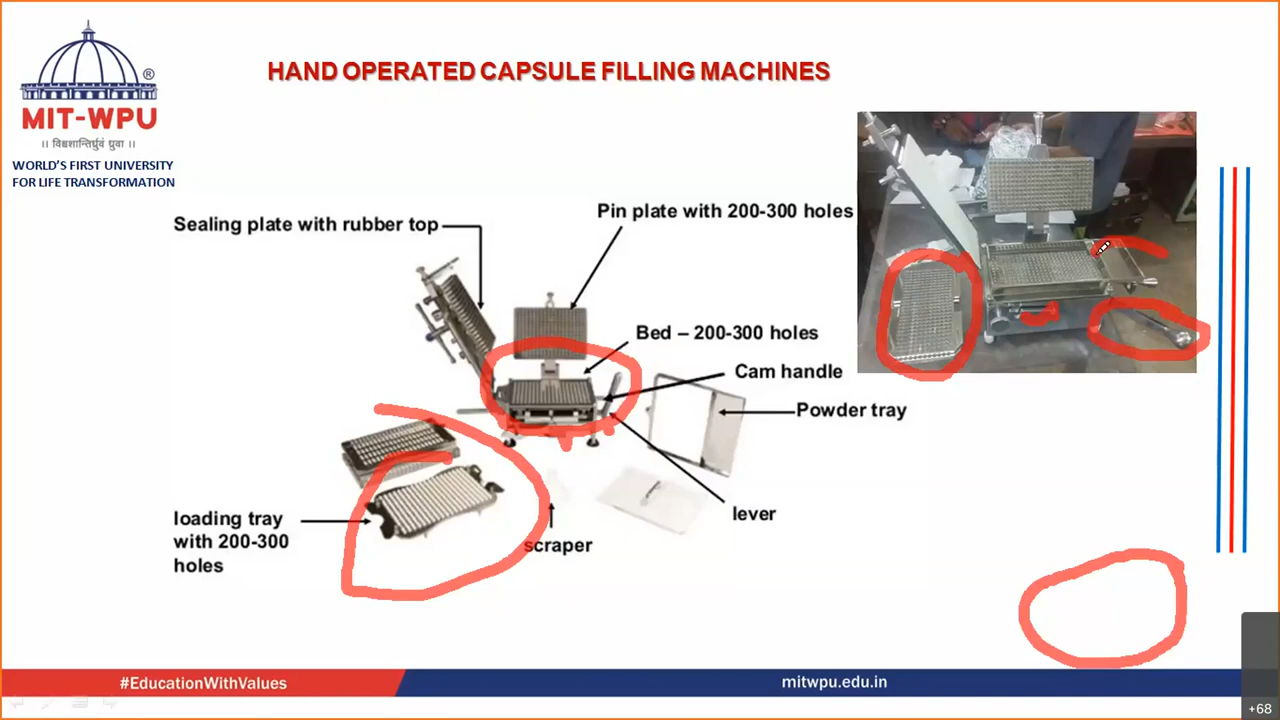 HAND OPERATED CAPSULE FILLING MACHINES
®
MIT-WPU
॥ विश्वशान्तिर्ध्रुवं ध्रुवा ॥
WORLD'S FIRST UNIVERSITY
FOR LIFE TRANSFORMATION
Sealing plate with rubber top
Pin plate with 200-300 holes
Bed – 200-300 holes
Cam handle
Powder tray
lever
scraper
loading tray
with 200-300
holes
#EducationWithValues
mitwpu.edu.in
+68